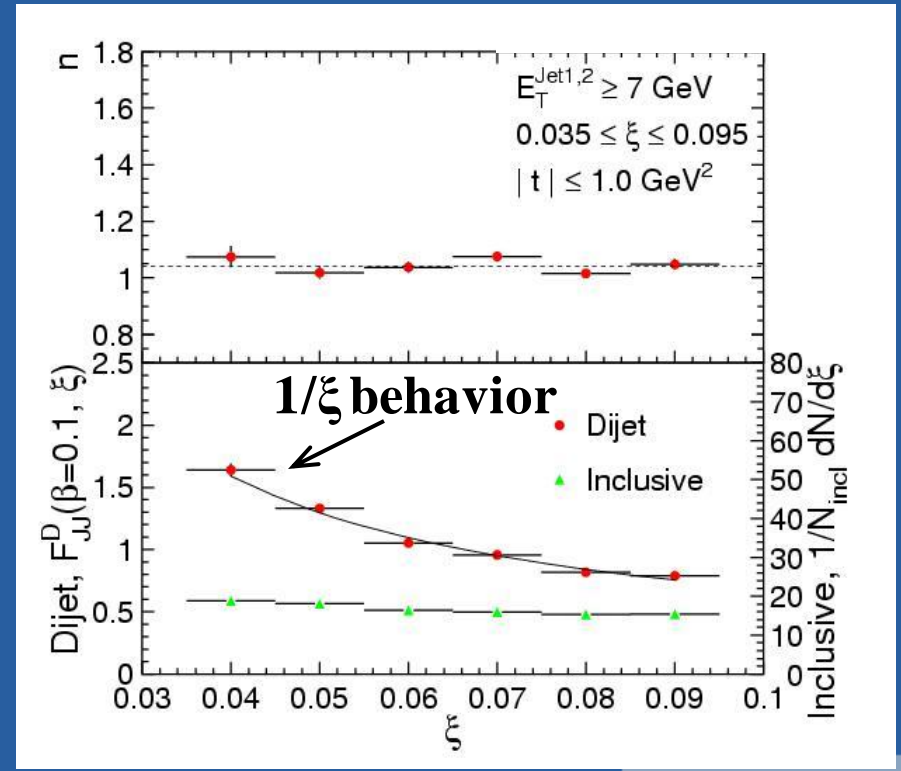 n
1.8
1.6
1.4
1.2
1
0.8
E_T^Jet1,2 ≥ 7 GeV
0.035 ≤ ξ ≤ 0.095
| t | ≤ 1.0 GeV²
Dijet, F^D_JJ(β=0.1, ξ)
2.5
2
1.5
1
0.5
0
1/ξ behavior
Dijet
Inclusive
80
70
60
50
40
30
20
10
0
Inclusive, 1/N_incl dN/dξ
0.03 0.04 0.05 0.06 0.07 0.08 0.09 0.1
ξ